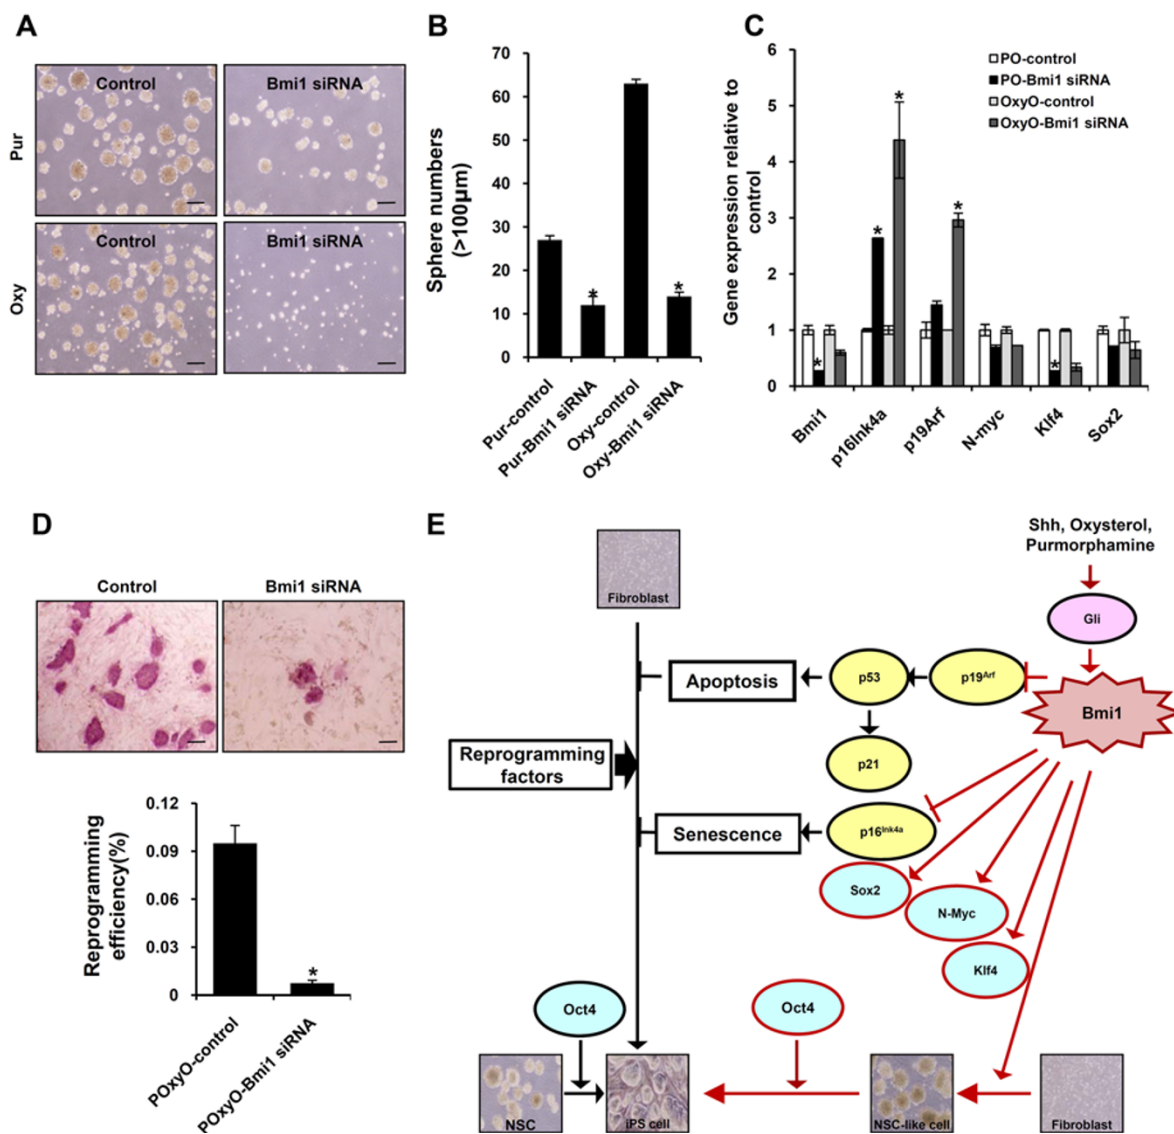 A
Control
Bmi1 siRNA
Pur
Control
Bmi1 siRNA
Oxy
B
Sphere numbers
(>100µm)
70
60
50
40
30
20
10
0
*
*
Pur-control
Pur-Bmi1 siRNA
Oxy-control
Oxy-Bmi1 siRNA
C
Gene expression relative to
control
6
5
4
3
2
1
0
PO-control
PO-Bmi1 siRNA
OxyO-control
OxyO-Bmi1 siRNA
*
*
*
*
*
Bmi1
p16Ink4a
p19Arf
N-myc
Klf4
Sox2
D
Control
Bmi1 siRNA
Reprogramming
efficiency(%)
0.12
0.09
0.06
0.03
0
*
POxyO-control
POxyO-Bmi1 siRNA
E
Fibroblast
Shh, Oxysterol,
Purmorphamine
Gli
Bmi1
p19Arf
p53
Apoptosis
p21
Reprogramming
factors
p16Ink4a
Senescence
Sox2
N-Myc
Klf4
Oct4
Oct4
NSC
iPS cell
NSC-like cell
Fibroblast